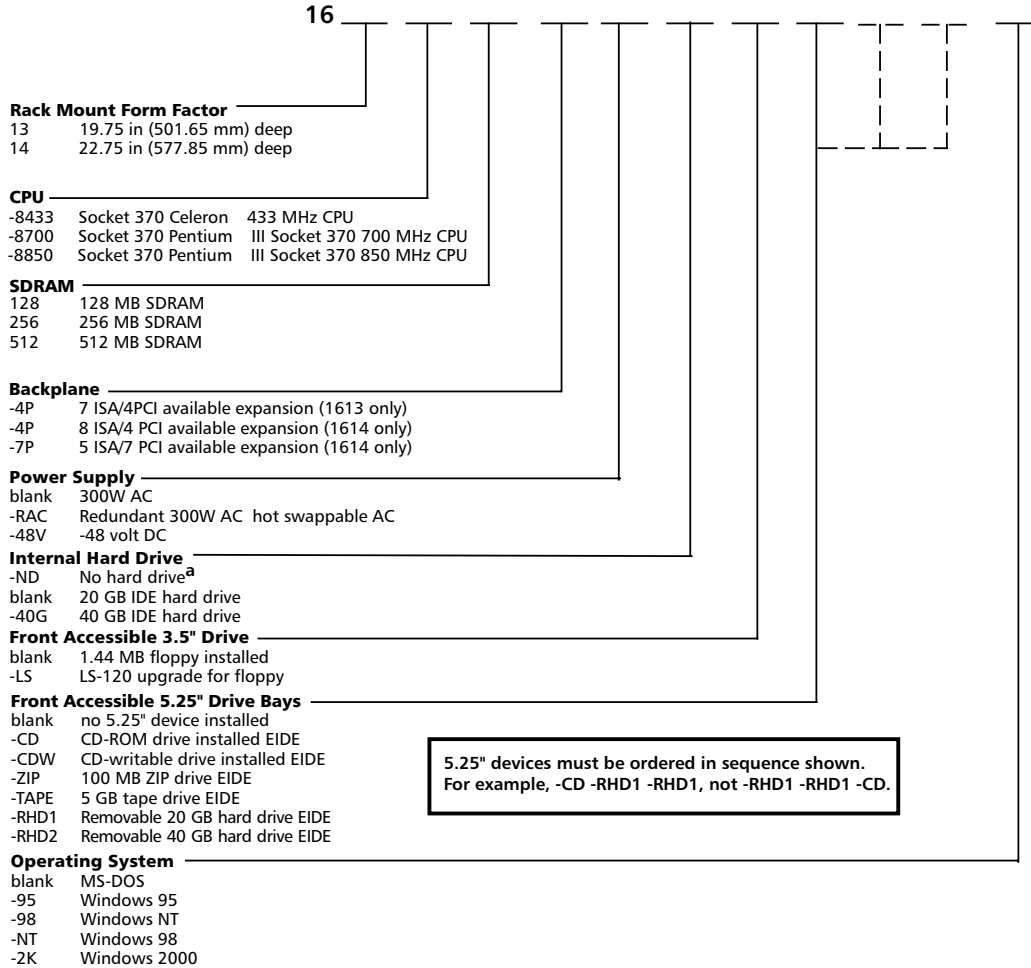 16
Rack Mount Form Factor
13 19.75 in (501.65 mm) deep
14 22.75 in (577.85 mm) deep
CPU
-8433 Socket 370 Celeron 433 MHz CPU
-8700 Socket 370 Pentium III Socket 370 700 MHz CPU
-8850 Socket 370 Pentium III Socket 370 850 MHz CPU
SDRAM
128 128 MB SDRAM
256 256 MB SDRAM
512 512 MB SDRAM
Backplane
-4P 7 ISA/4PCI available expansion (1613 only)
-4P 8 ISA/4 PCI available expansion (1614 only)
-7P 5 ISA/7 PCI available expansion (1614 only)
Power Supply
blank 300W AC
-RAC Redundant 300W AC hot swappable AC
-48V -48 volt DC
Internal Hard Drive
-ND No hard drive a
blank 20 GB IDE hard drive
-40G 40 GB IDE hard drive
Front Accessible 3.5" Drive
blank 1.44 MB floppy installed
-LS LS-120 upgrade for floppy
Front Accessible 5.25" Drive Bays
blank no 5.25" device installed
-CD CD-ROM drive installed EIDE
-CDW CD-writable drive installed EIDE
-ZIP 100 MB ZIP drive EIDE
-TAPE 5 GB tape drive EIDE
-RHD1 Removable 20 GB hard drive EIDE
-RHD2 Removable 40 GB hard drive EIDE
5.25" devices must be ordered in sequence shown.
For example, -CD -RHD1 -RHD1, not -RHD1 -RHD1 -CD.
Operating System
blank MS-DOS
-95 Windows 95
-98 Windows NT
-NT Windows 98
-2K Windows 2000